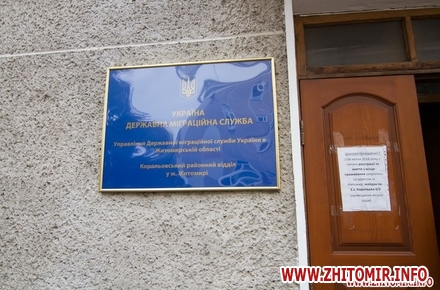 УКРАЇНА
ДЕРЖАВНА МІГРАЦІЙНА СЛУЖБА
Управління Державної міграційної служби України в
Житомирській області
Корольовський районний відділ
у м. Житомирі
WWW.ZHITOMIR.INFO